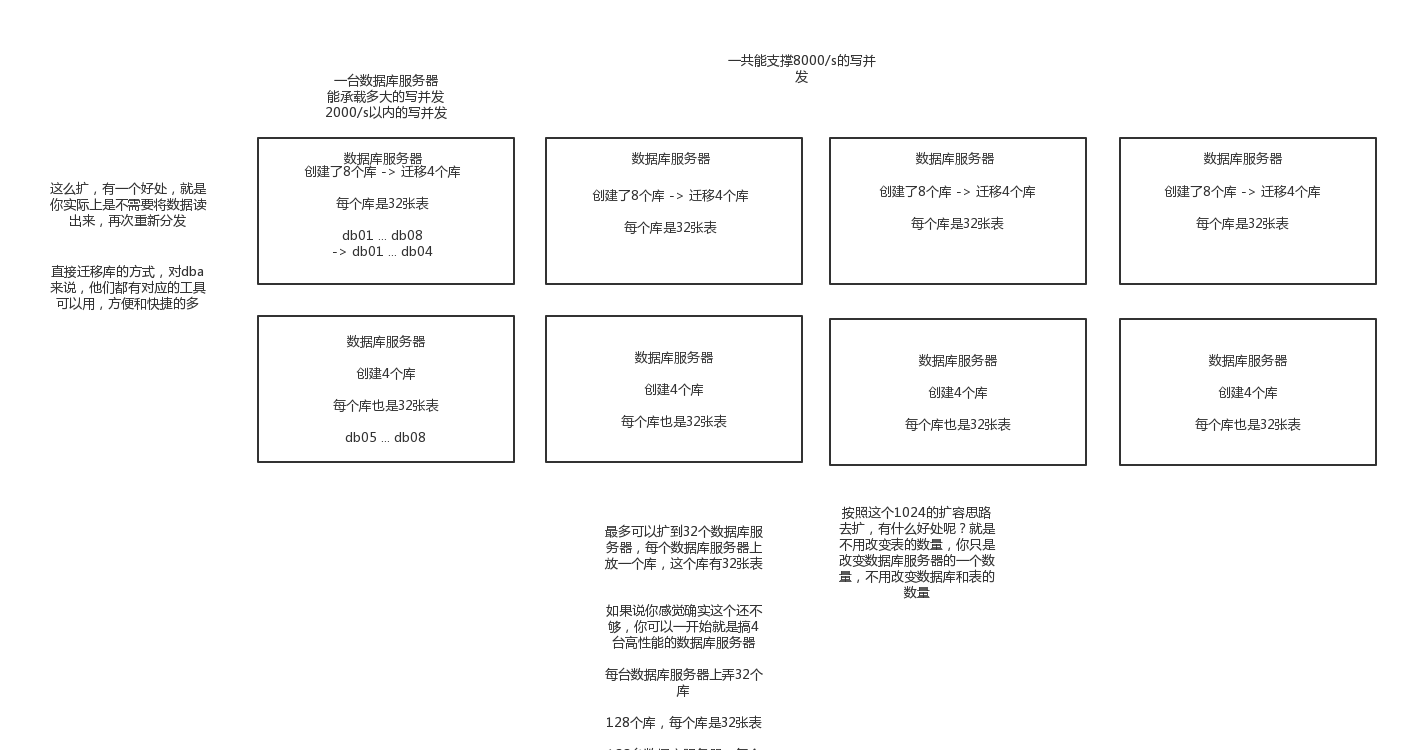 一共能支撑8000/s的写并
发
一台数据库服务器
能承载多大的写并发
2000/s以内的写并发
这么扩，有一个好处，就是
你实际上是不需要将数据读
出来，再次重新分发
直接迁移库的方式，对dba
来说，他们都有对应的工具
可以用，方便和快捷的多
数据库服务器
创建了8个库 -> 迁移4个库
每个库是32张表
db01 ... db08
-> db01 ... db04
数据库服务器
创建了8个库 -> 迁移4个库
每个库是32张表
数据库服务器
创建了8个库 -> 迁移4个库
每个库是32张表
数据库服务器
创建了8个库 -> 迁移4个库
每个库是32张表
数据库服务器
创建4个库
每个库也是32张表
db05 ... db08
数据库服务器
创建4个库
每个库也是32张表
数据库服务器
创建4个库
每个库也是32张表
数据库服务器
创建4个库
每个库也是32张表
最多可以扩到32个数据库服
务器，每个数据库服务器上
放一个库，这个库有32张表
如果说你感觉确实这个还不
够，你可以一开始就是搞4
台高性能的数据库服务器
每台数据库服务器上弄32个
库
128个库，每个库是32张表
按照这个1024的扩容思路
去扩，有什么好处呢？就是
不用改变表的数量，你只是
改变数据库服务器的一个数
量，不用改变数据库和表的
数量